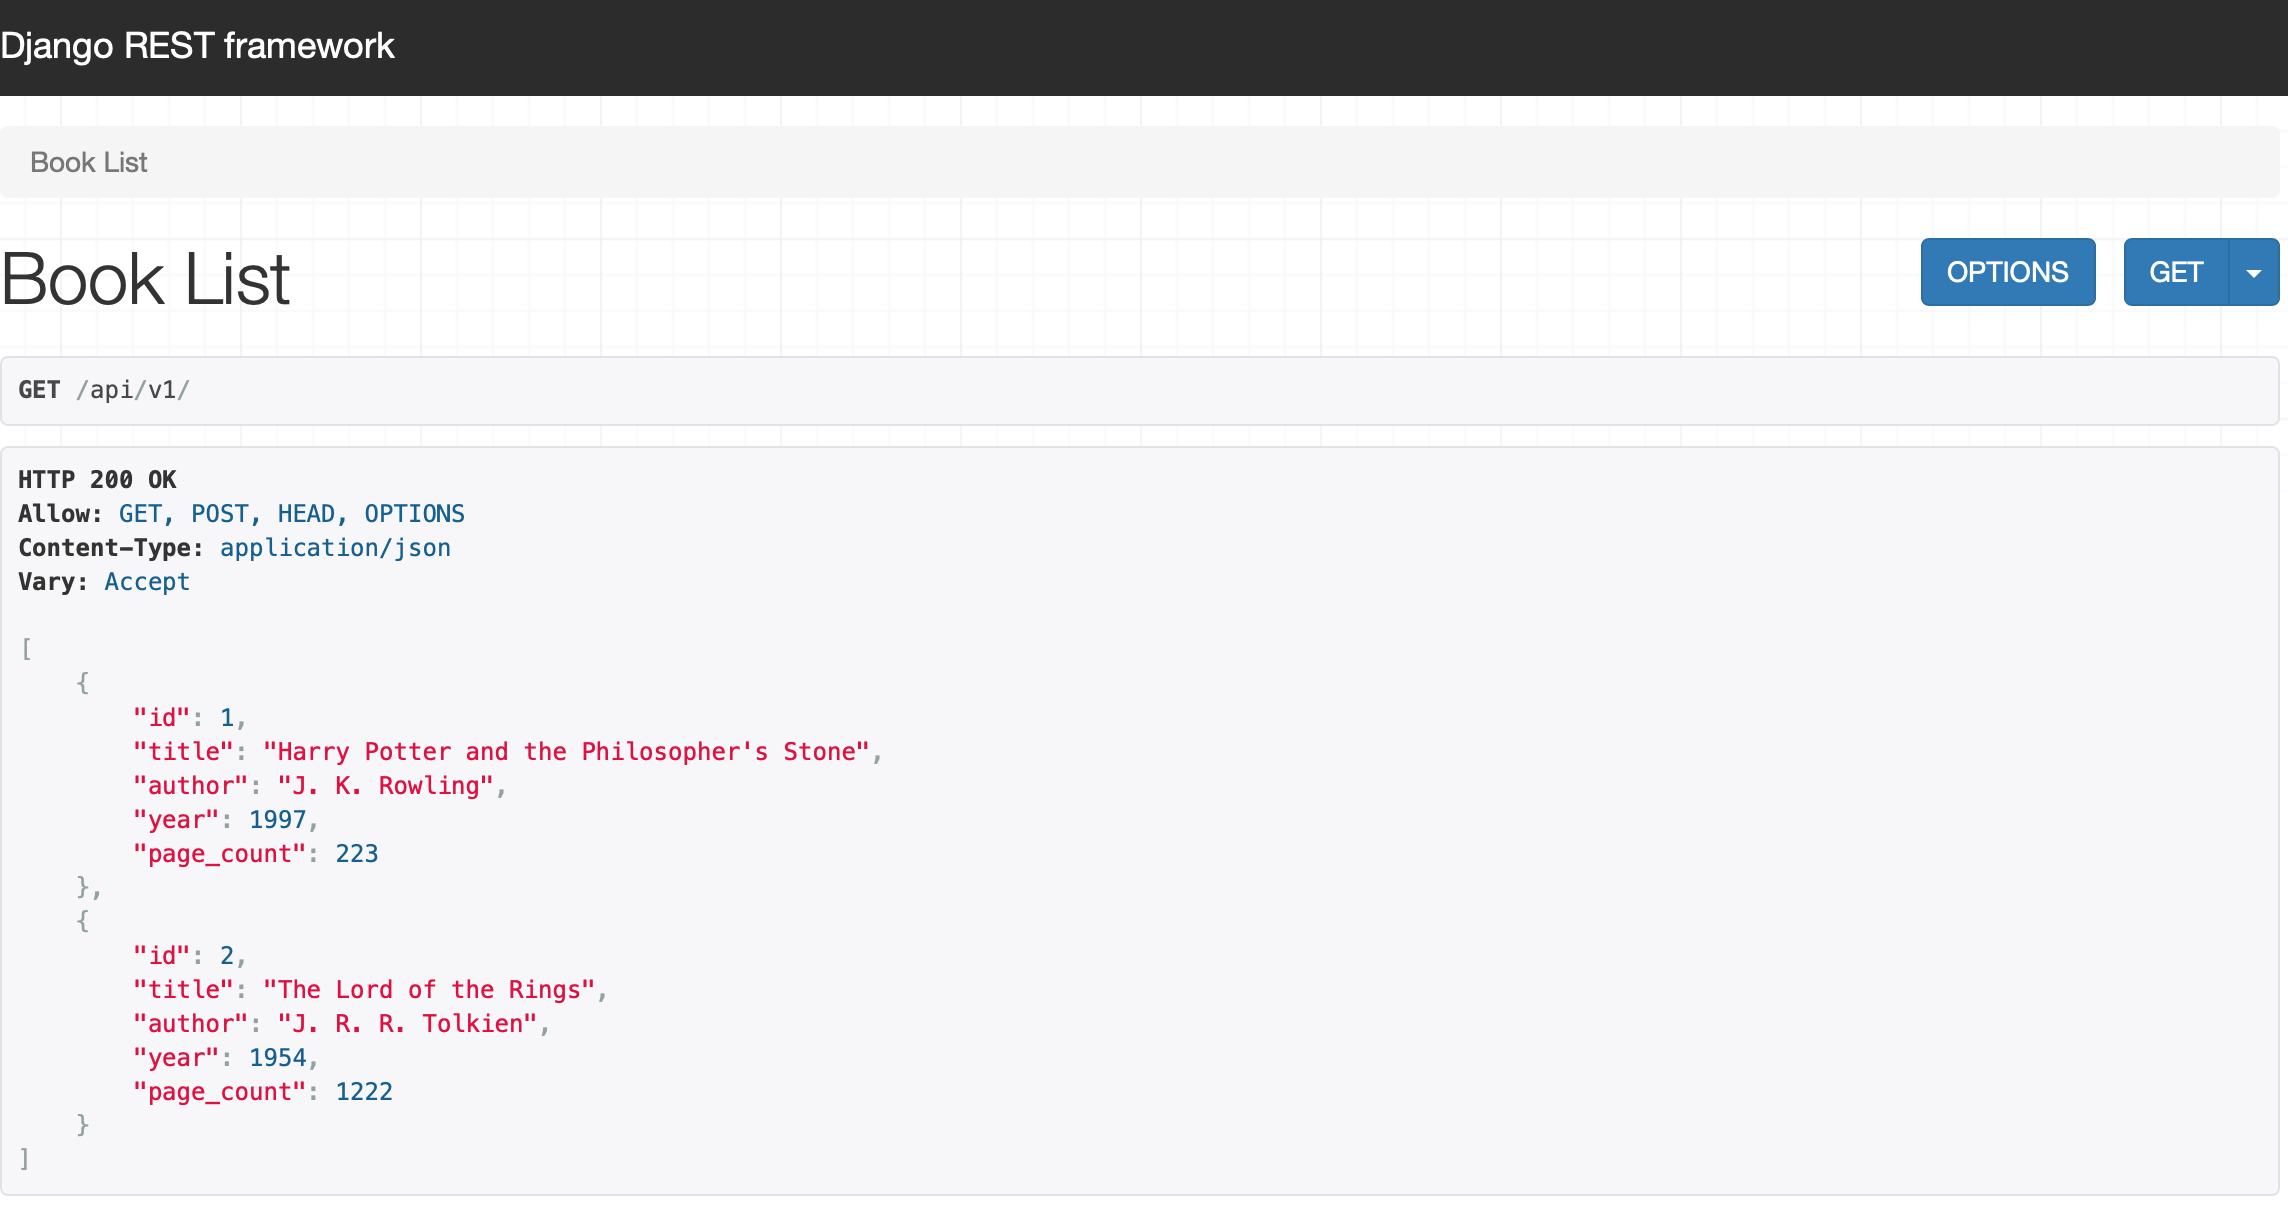 Django REST framework
Book List
Book List
OPTIONS
GET
GET /api/v1/
HTTP 200 OK
Allow: GET, POST, HEAD, OPTIONS
Content-Type: application/json
Vary: Accept
[
    {
        "id": 1,
        "title": "Harry Potter and the Philosopher's Stone",
        "author": "J. K. Rowling",
        "year": 1997,
        "page_count": 223
    },
    {
        "id": 2,
        "title": "The Lord of the Rings",
        "author": "J. R. R. Tolkien",
        "year": 1954,
        "page_count": 1222
    }
]